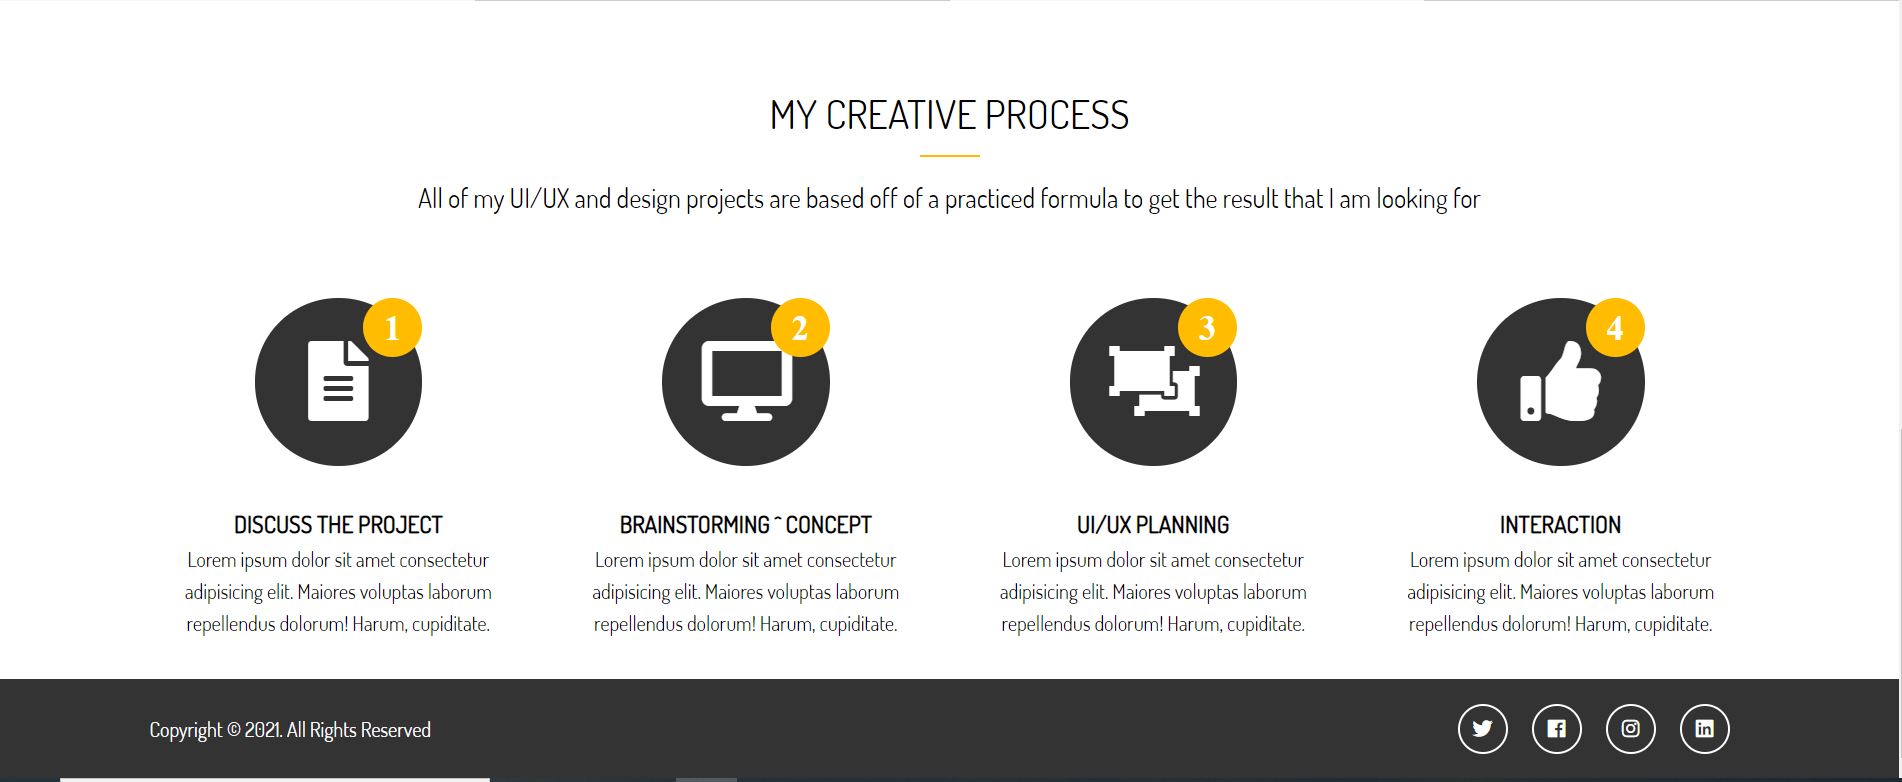 MY CREATIVE PROCESS
All of my UI/UX and design projects are based off of a practiced formula to get the result that I am looking for
1
2
3
4
DISCUSS THE PROJECT
Lorem ipsum dolor sit amet consectetur
adipisicing elit. Maiores voluptas laborum
repellendus dolorum! Harum, cupiditate.
BRAINSTORMING ^ CONCEPT
Lorem ipsum dolor sit amet consectetur
adipisicing elit. Maiores voluptas laborum
repellendus dolorum! Harum, cupiditate.
UI/UX PLANNING
Lorem ipsum dolor sit amet consectetur
adipisicing elit. Maiores voluptas laborum
repellendus dolorum! Harum, cupiditate.
INTERACTION
Lorem ipsum dolor sit amet consectetur
adipisicing elit. Maiores voluptas laborum
repellendus dolorum! Harum, cupiditate.
Copyright © 2021. All Rights Reserved